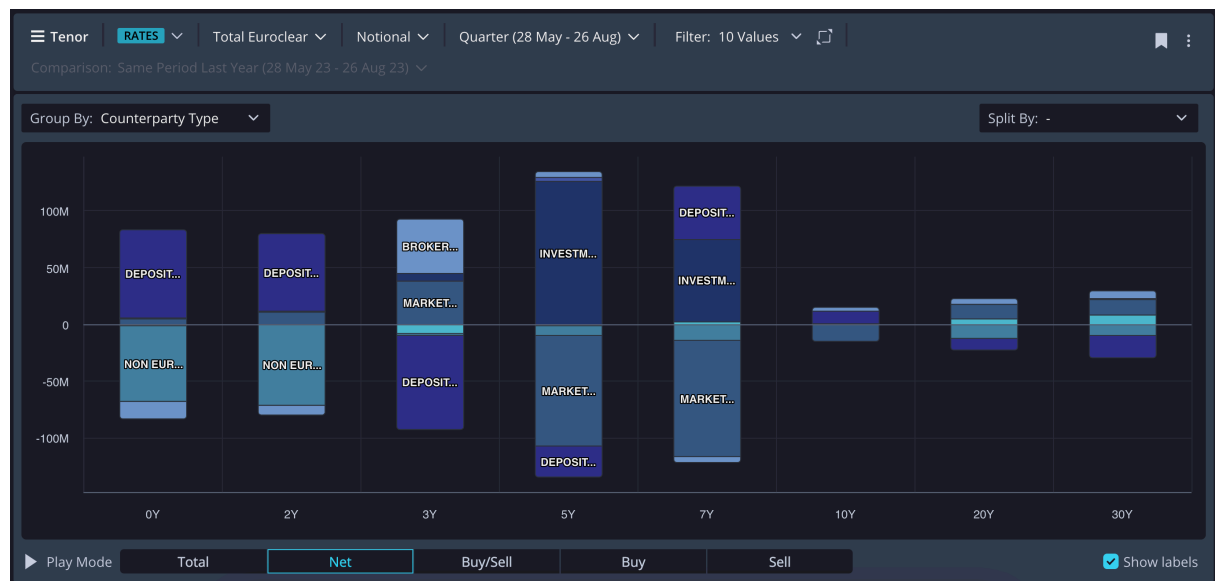 Tenor RATES Total Euroclear Notional Quarter (28 May - 26 Aug) Filter: 10 Values
Comparison: Same Period Last Year (28 May 23 - 26 Aug 23)
Group By: Counterparty Type Split By: -
100M
50M
0
-50M
-100M
DEPOSIT...
NON EUR...
DEPOSIT...
NON EUR...
BROKER...
MARKET...
DEPOSIT...
INVESTM...
MARKET...
DEPOSIT...
DEPOSIT...
INVESTM...
MARKET...
0Y 2Y 3Y 5Y 7Y 10Y 20Y 30Y
Play Mode Total Net Buy/Sell Buy Sell Show labels